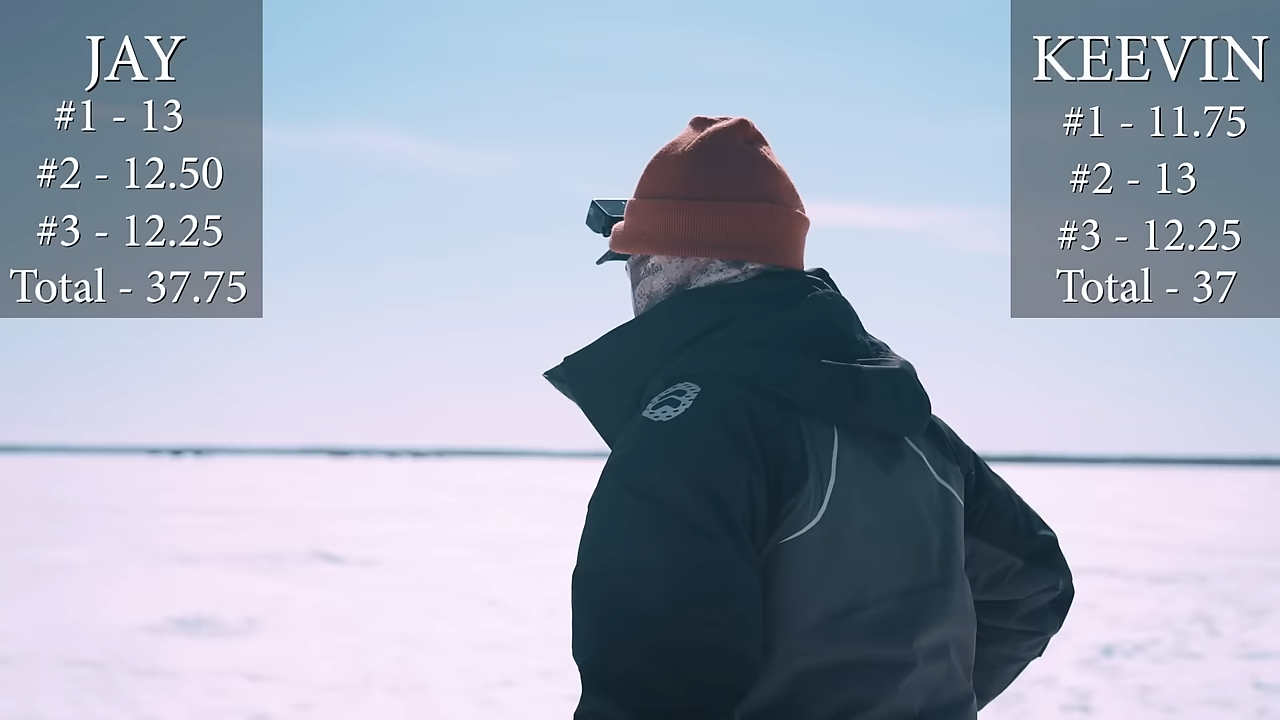 JAY
#1 - 13
#2 - 12.50
#3 - 12.25
Total - 37.75
KEEVIN
#1 - 11.75
#2 - 13
#3 - 12.25
Total - 37